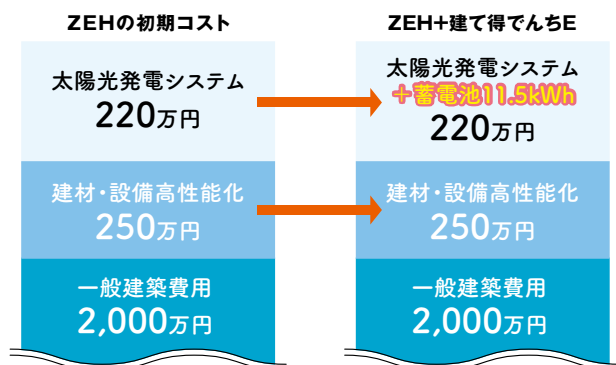 ZEHの初期コスト
太陽光発電システム
220万円
建材・設備高性能化
250万円
一般建築費用
2,000万円
ZEH+建て得でんちE
太陽光発電システム
＋蓄電池11.5kWh
220万円
建材・設備高性能化
250万円
一般建築費用
2,000万円